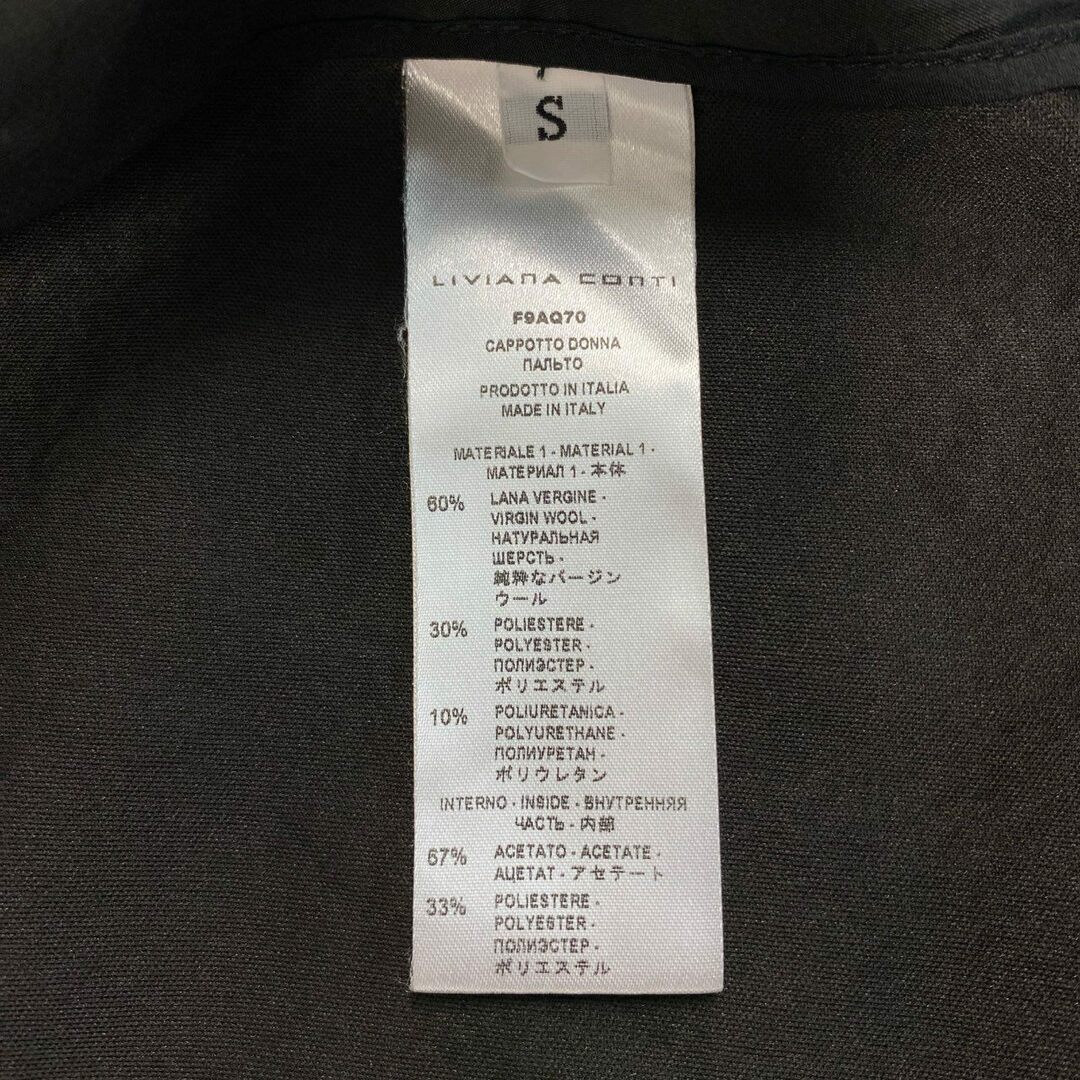 S
LIVIANA CONTI
F9AQ70
CAPPOTTO DONNA
ПАЛЬТО
PRODOTTO IN ITALIA
MADE IN ITALY
MATERIALE 1 - MATERIAL 1 -
МАТЕРИАЛ 1 - 本体
60% LANA VERGINE -
VIRGIN WOOL -
НАТУРАЛЬНАЯ
ШЕРСТЬ -
純粋なバージン
ウール
30% POLIESTERE -
POLYESTER -
ПОЛИЭСТЕР -
ポリエステル
10% POLIURETANICA -
POLYURETHANE -
ПОЛИУРЕТАН -
ポリウレタン
INTERNO - INSIDE - ВНУТРЕННЯЯ
ЧАСТЬ - 内部
67% ACETATO - ACETATE -
АЦЕТАТ - アセテート
33% POLIESTERE -
POLYESTER -
ПОЛИЭСТЕР -
ポリエステル